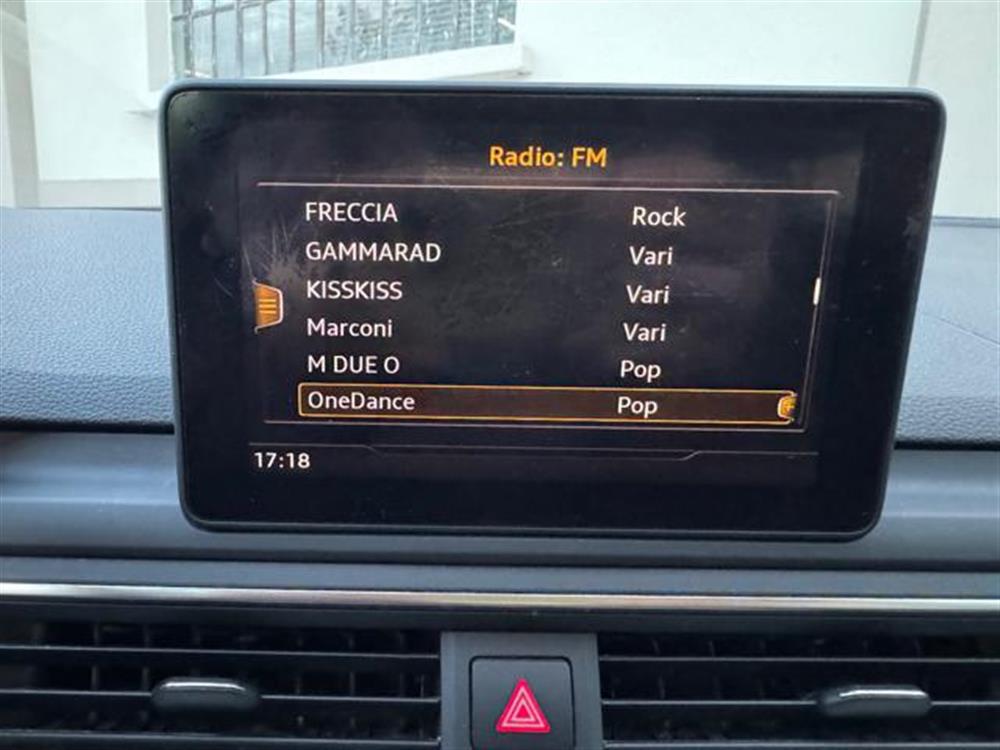 Radio: FM
FRECCIA Rock
GAMMARAD Vari
KISSKISS Vari
Marconi Vari
M DUE O Pop
OneDance Pop
17:18